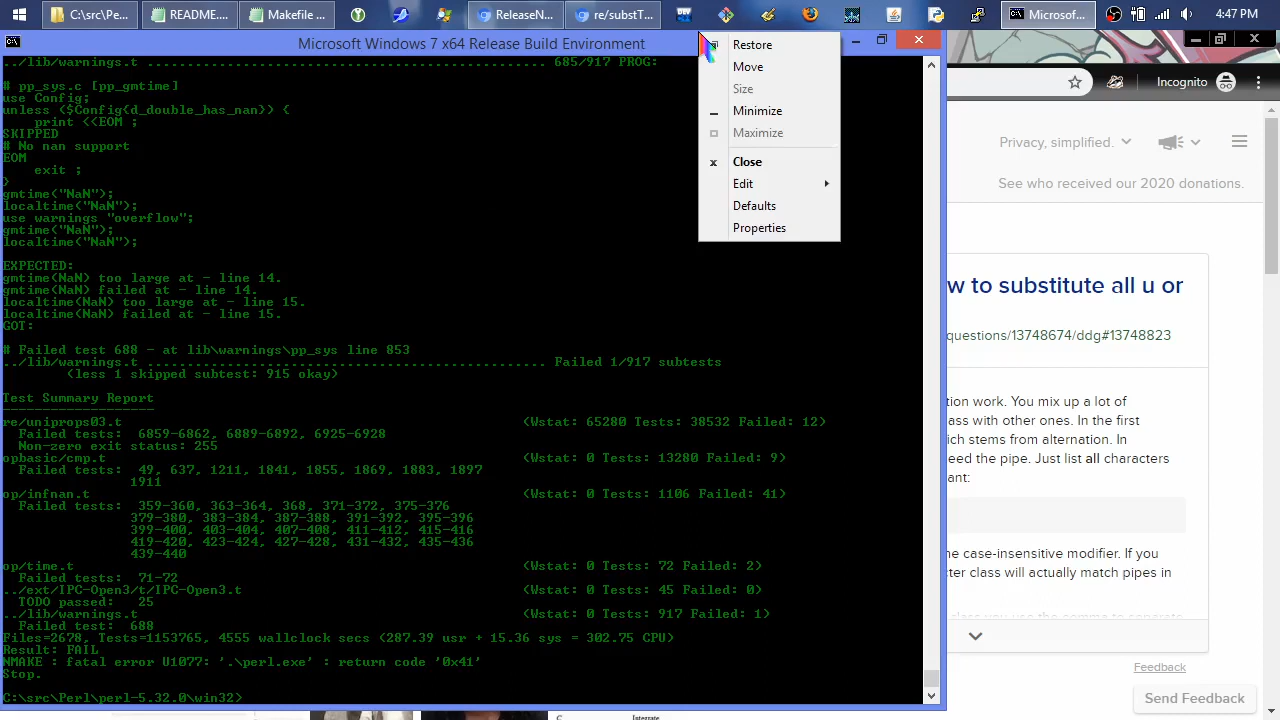 C:\src\Pe...
README....
Makefile ...
ReleaseN...
re/substT...
Microsof...
4:47 PM
Microsoft Windows 7 x64 Release Build Environment
../lib/warnings.t ............................................... 685/917 PROG:
# pp_sys.c [pp_gmtime]
use Config;
unless ($Config{d_double_has_nan}) {
    print <<EOM ;
SKIPPED
# No nan support
EOM
    exit ;
}
gmtime("NaN");
localtime("NaN");
use warnings "overflow";
gmtime("NaN");
localtime("NaN");
EXPECTED:
gmtime(NaN) too large at - line 14.
gmtime(NaN) failed at - line 14.
localtime(NaN) too large at - line 15.
localtime(NaN) failed at - line 15.
GOT:
# Failed test 688 - at lib\warnings\pp_sys line 853
../lib/warnings.t ............................................... Failed 1/917 subtests
        (less 1 skipped subtest: 915 okay)
Test Summary Report
-------------------
re/uniprops03.t (Wstat: 65280 Tests: 38532 Failed: 12)
  Failed tests:  6859-6862, 6889-6892, 6925-6928
  Non-zero exit status: 255
opbasic/cmp.t (Wstat: 0 Tests: 13280 Failed: 9)
  Failed tests:  49, 637, 1211, 1841, 1855, 1869, 1883, 1897
                1911
op/infnan.t (Wstat: 0 Tests: 1106 Failed: 41)
  Failed tests:  359-360, 363-364, 368, 371-372, 375-376
                379-380, 383-384, 387-388, 391-392, 395-396
                399-400, 403-404, 407-408, 411-412, 415-416
                419-420, 423-424, 427-428, 431-432, 435-436
                439-440
op/time.t (Wstat: 0 Tests: 72 Failed: 2)
  Failed tests:  71-72
../ext/IPC-Open3/t/IPC-Open3.t (Wstat: 0 Tests: 45 Failed: 0)
  TODO passed:   25
../lib/warnings.t (Wstat: 0 Tests: 917 Failed: 1)
  Failed test:  688
Files=2678, Tests=1153765, 4555 wallclock secs (287.39 usr + 15.36 sys = 302.75 CPU)
Result: FAIL
NMAKE : fatal error U1077: '.\perl.exe' : return code '0x41'
Stop.
C:\src\Perl\perl-5.32.0\win32>
Restore
Move
Size
Minimize
Maximize
Close
Edit
Defaults
Properties
Incognito
Privacy, simplified.
See who received our 2020 donations.
w to substitute all u or
questions/13748674/ddg#13748823
tion work. You mix up a lot of
ass with other ones. In the first
ich stems from alternation. In
eed the pipe. Just list all characters
ant:
he case-insensitive modifier. If you
cter class will actually match pipes in
Feedback
Send Feedback
Integrate